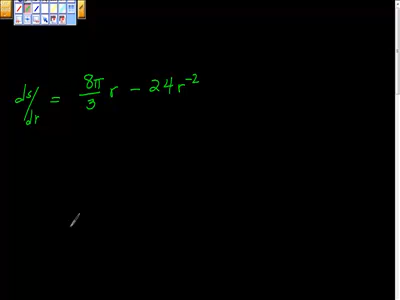 ds/dr = 8π/3 r − 24r⁻²